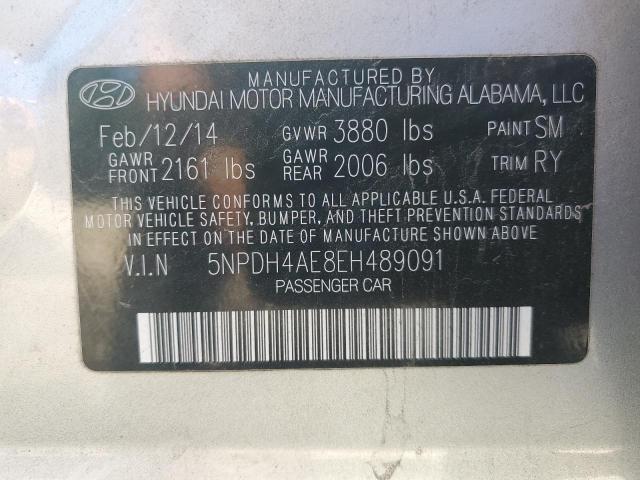 MANUFACTURED BY
HYUNDAI MOTOR MANUFACTURING ALABAMA, LLC
Feb/12/14 GVWR 3880 lbs PAINT SM
GAWR FRONT 2161 lbs GAWR REAR 2006 lbs TRIM RY
THIS VEHICLE CONFORMS TO ALL APPLICABLE U.S.A. FEDERAL
MOTOR VEHICLE SAFETY, BUMPER, AND THEFT PREVENTION STANDARDS
IN EFFECT ON THE DATE OF MANUFACTURE SHOWN ABOVE.
V.I.N 5NPDH4AE8EH489091
PASSENGER CAR